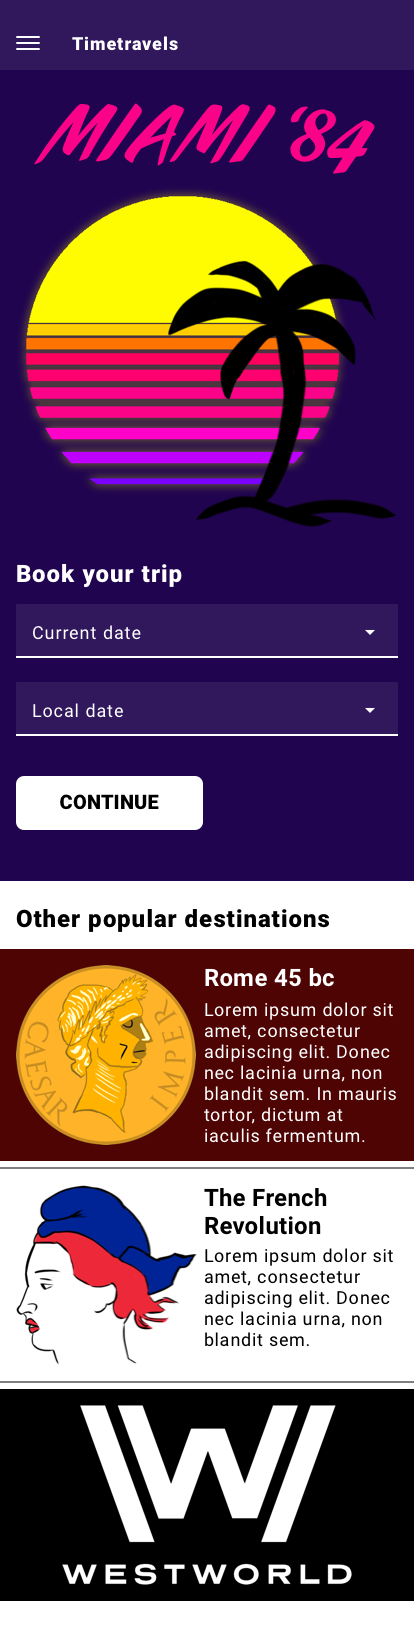 Timetravels
MIAMI ‘84
Book your trip
Current date
Local date
CONTINUE
Other popular destinations
CAESAR
IMPER
Rome 45 bc
Lorem ipsum dolor sit
amet, consectetur
adipiscing elit. Donec
nec lacinia urna, non
blandit sem. In mauris
tortor, dictum at
iaculis fermentum.
The French
Revolution
Lorem ipsum dolor sit
amet, consectetur
adipiscing elit. Donec
nec lacinia urna, non
blandit sem.
W
WESTWORLD